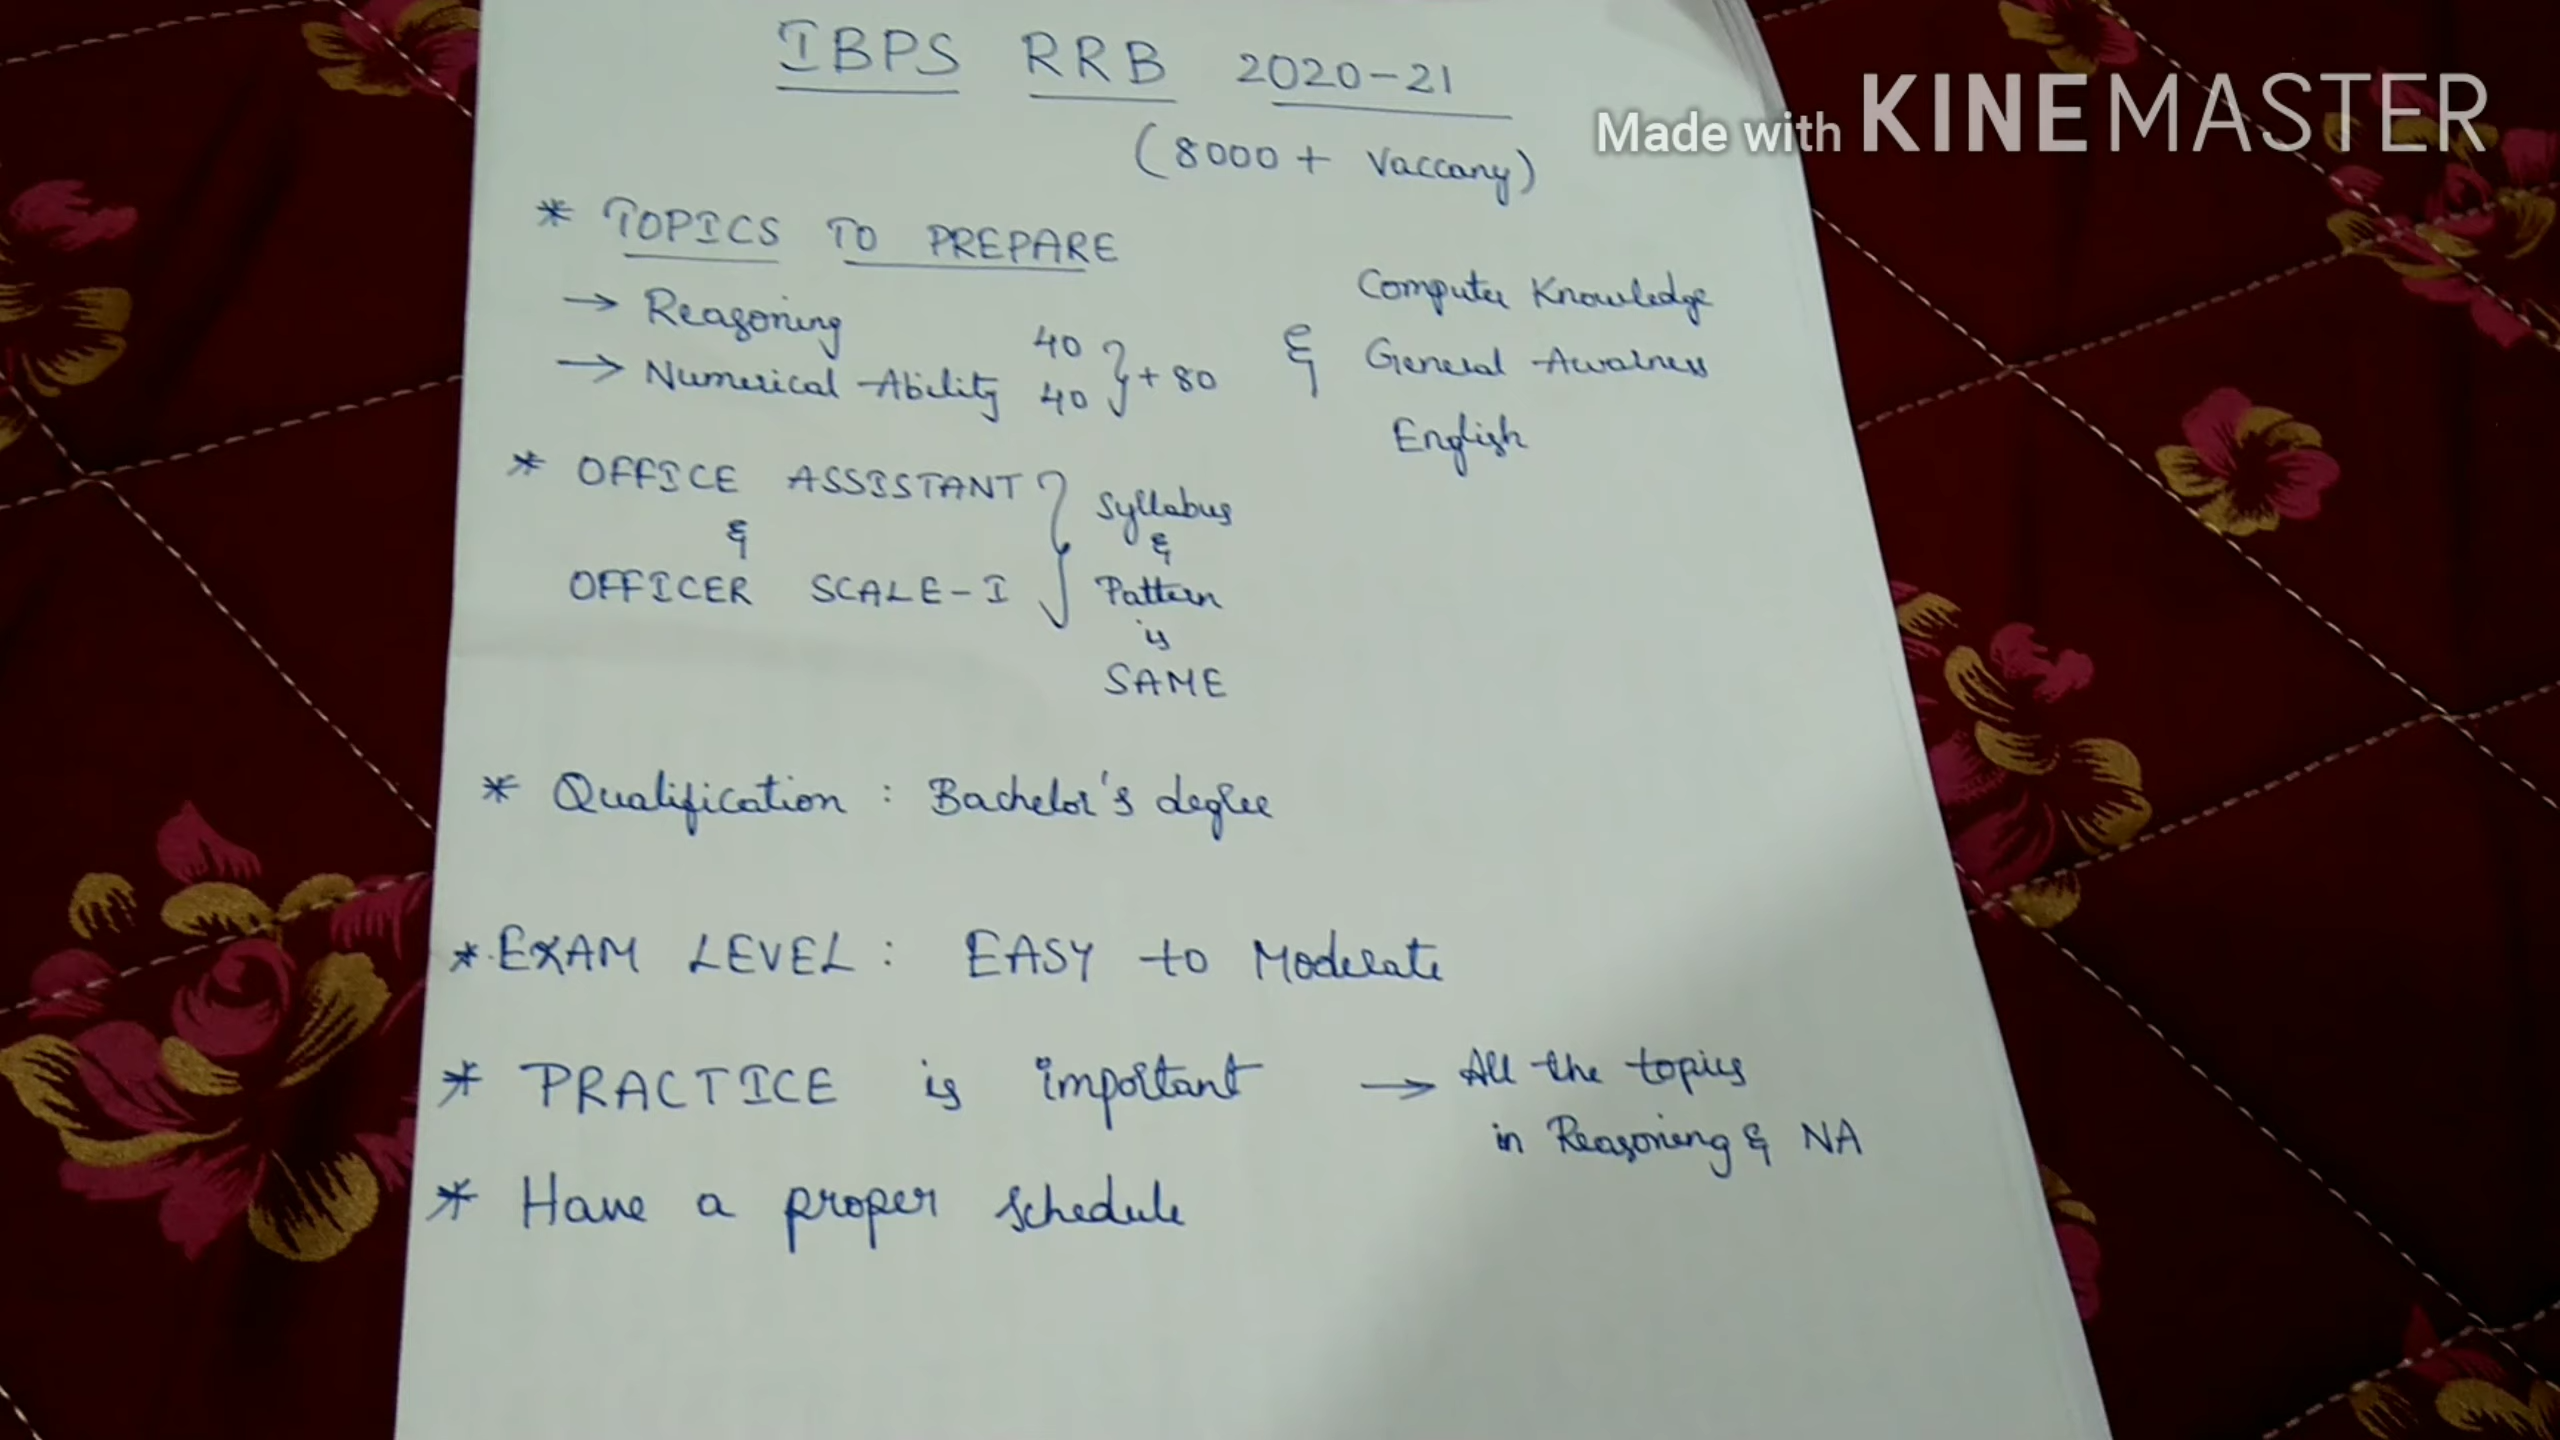 IBPS RRB 2020-21
(8000 + Vaccany)
Made with KINEMASTER
* TOPICS TO PREPARE
→ Reasoning 40
→ Numerical Ability 40 } + 80
& Computer Knowledge
General Awarness
English
* OFFICE ASSISTANT
&
OFFICER SCALE-I
} Syllabus
&
Pattern
is
SAME
* Qualification : Bachelor's degree
* EXAM LEVEL : EASY to Moderate
* PRACTICE is important → All the topics
in Reasoning & NA
* Have a proper schedule